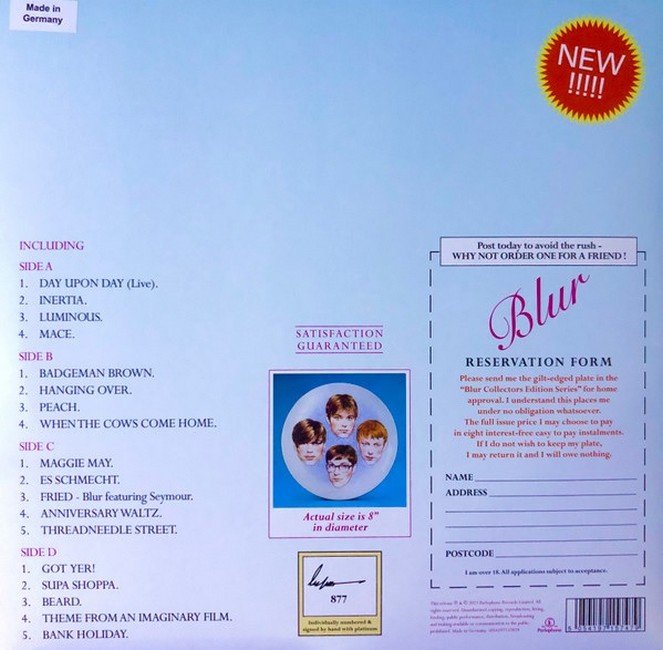 Made in
Germany
NEW
!!!!!
INCLUDING
SIDE A
1. DAY UPON DAY (Live).
2. INERTIA.
3. LUMINOUS.
4. MACE.
SIDE B
1. BADGEMAN BROWN.
2. HANGING OVER.
3. PEACH.
4. WHEN THE COWS COME HOME.
SIDE C
1. MAGGIE MAY.
2. ES SCHMECHT.
3. FRIED - Blur featuring Seymour.
4. ANNIVERSARY WALTZ.
5. THREADNEEDLE STREET.
SIDE D
1. GOT YER!
2. SUPA SHOPPA.
3. BEARD.
4. THEME FROM AN IMAGINARY FILM.
5. BANK HOLIDAY.
SATISFACTION
GUARANTEED
Actual size is 8"
in diameter
877
Individually numbered &
signed by hand with platinum
Post today to avoid the rush -
WHY NOT ORDER ONE FOR A FRIEND!
Blur
RESERVATION FORM
Please send me the gilt-edged plate in the
"Blur Collectors Edition Series" for home
approval. I understand this places me
under no obligation whatsoever.
The full issue price I may choose to pay
in eight interest-free easy to pay instalments.
If I do not wish to keep my plate,
I may return it and I will owe nothing.
NAME
ADDRESS
POSTCODE
I am over 18. All applications subject to acceptance.
Parlophone